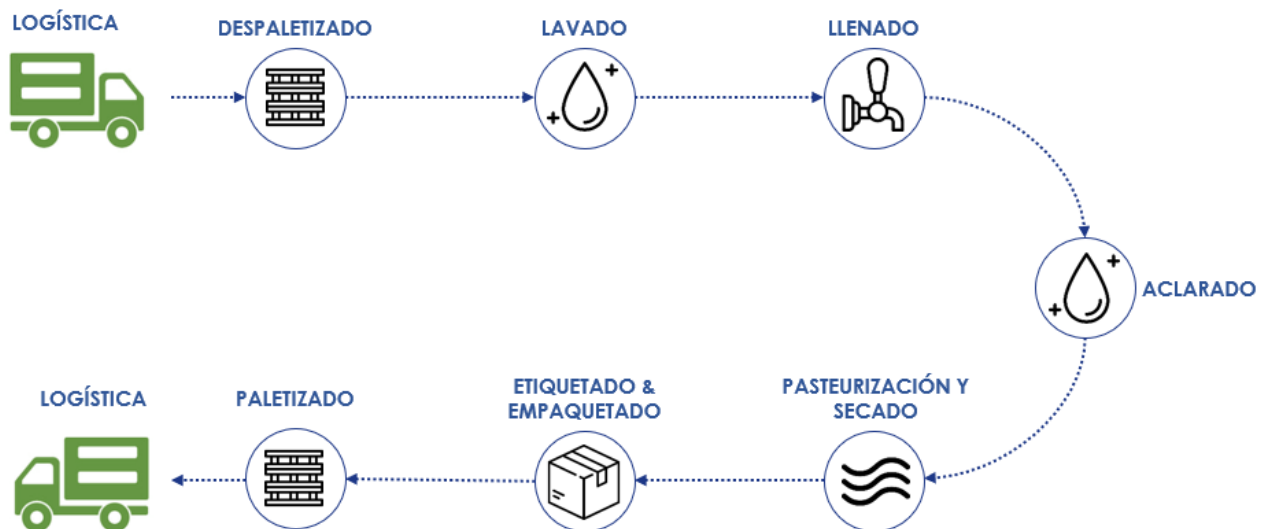 LOGÍSTICA
DESPALETIZADO
LAVADO
LLENADO
ACLARADO
PASTEURIZACIÓN Y
SECADO
ETIQUETADO &
EMPAQUETADO
PALETIZADO
LOGÍSTICA